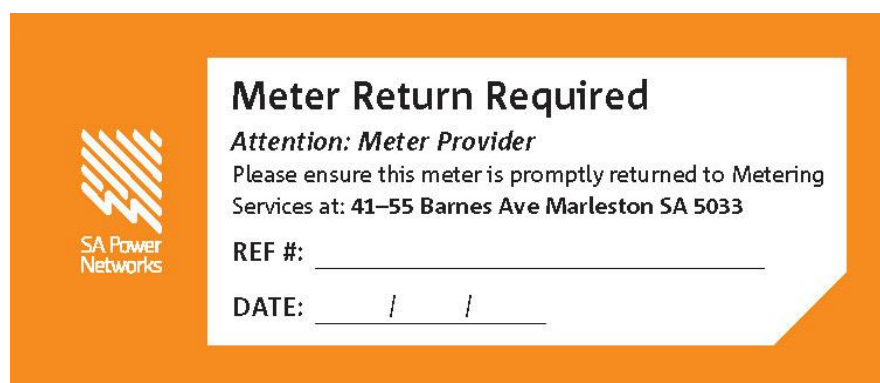 Meter Return Required
Attention: Meter Provider
Please ensure this meter is promptly returned to Metering
Services at: 41–55 Barnes Ave Marleston SA 5033
REF #:
DATE: / /
SA Power
Networks